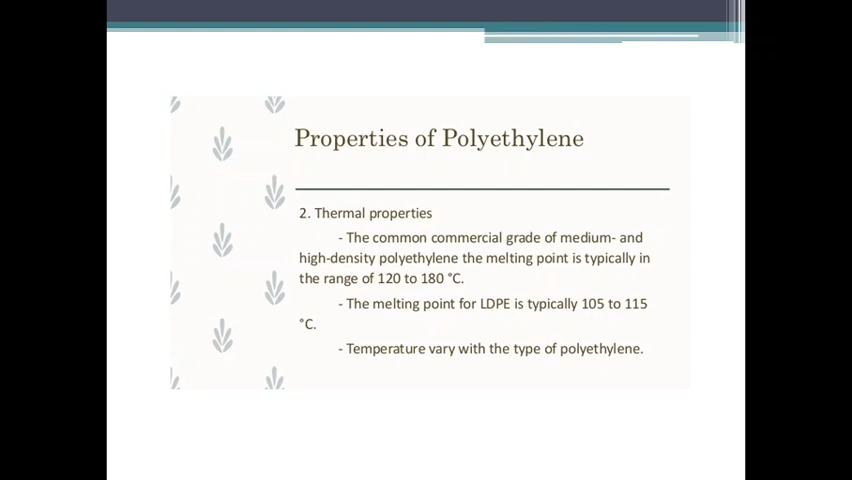 Properties of Polyethylene
2. Thermal properties
- The common commercial grade of medium- and
high-density polyethylene the melting point is typically in
the range of 120 to 180 °C.
- The melting point for LDPE is typically 105 to 115
°C.
- Temperature vary with the type of polyethylene.